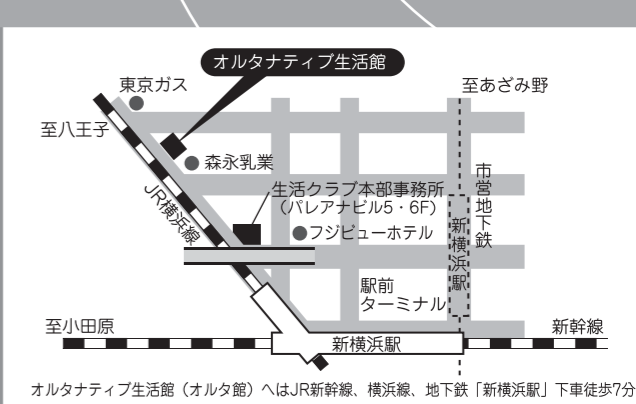 オルタナティブ生活館
東京ガス
至あざみ野
至八王子
森永乳業
市営地下鉄
JR横浜線
生活クラブ本部事務所
（パレアナビル5・6F）
フジビューホテル
新横浜駅
駅前
ターミナル
至小田原
新幹線
新横浜駅
オルタナティブ生活館（オルタ館）へはJR新幹線、横浜線、地下鉄「新横浜駅」下車徒歩7分